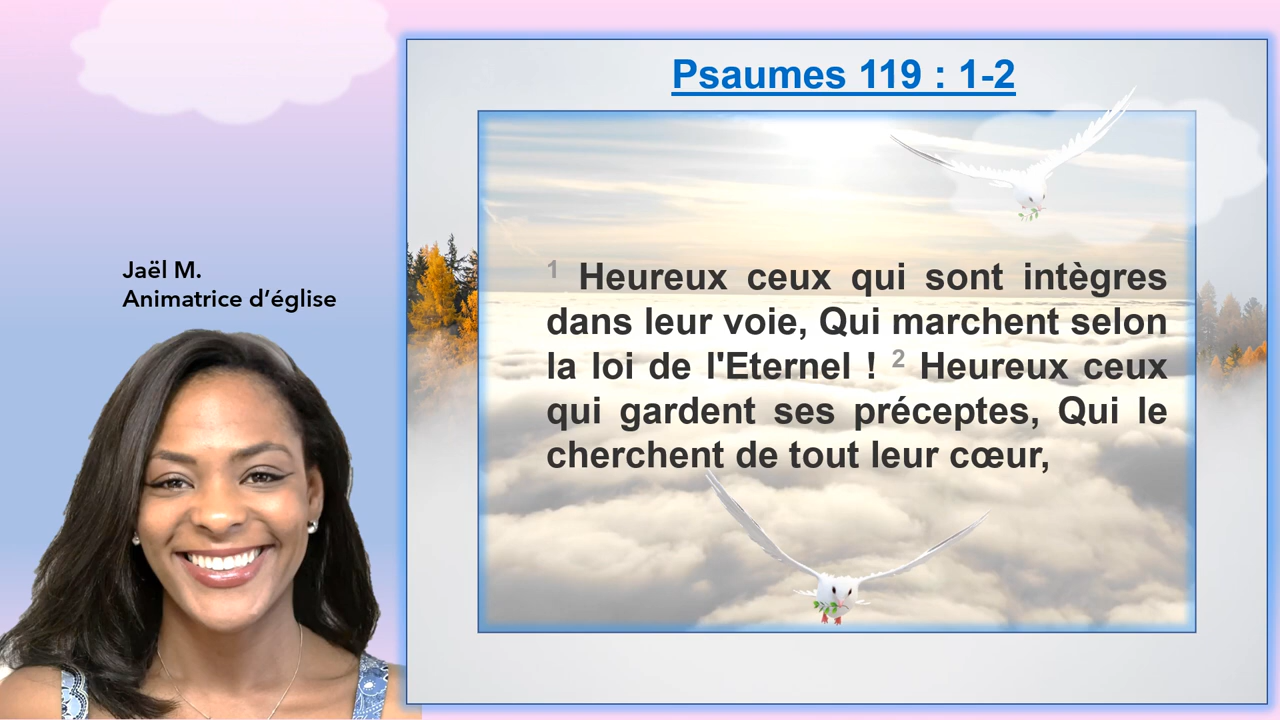 Psaumes 119 : 1-2
Jaël M.
Animatrice d’église
1 Heureux ceux qui sont intègres
dans leur voie, Qui marchent selon
la loi de l'Eternel ! 2 Heureux ceux
qui gardent ses préceptes, Qui le
cherchent de tout leur cœur,